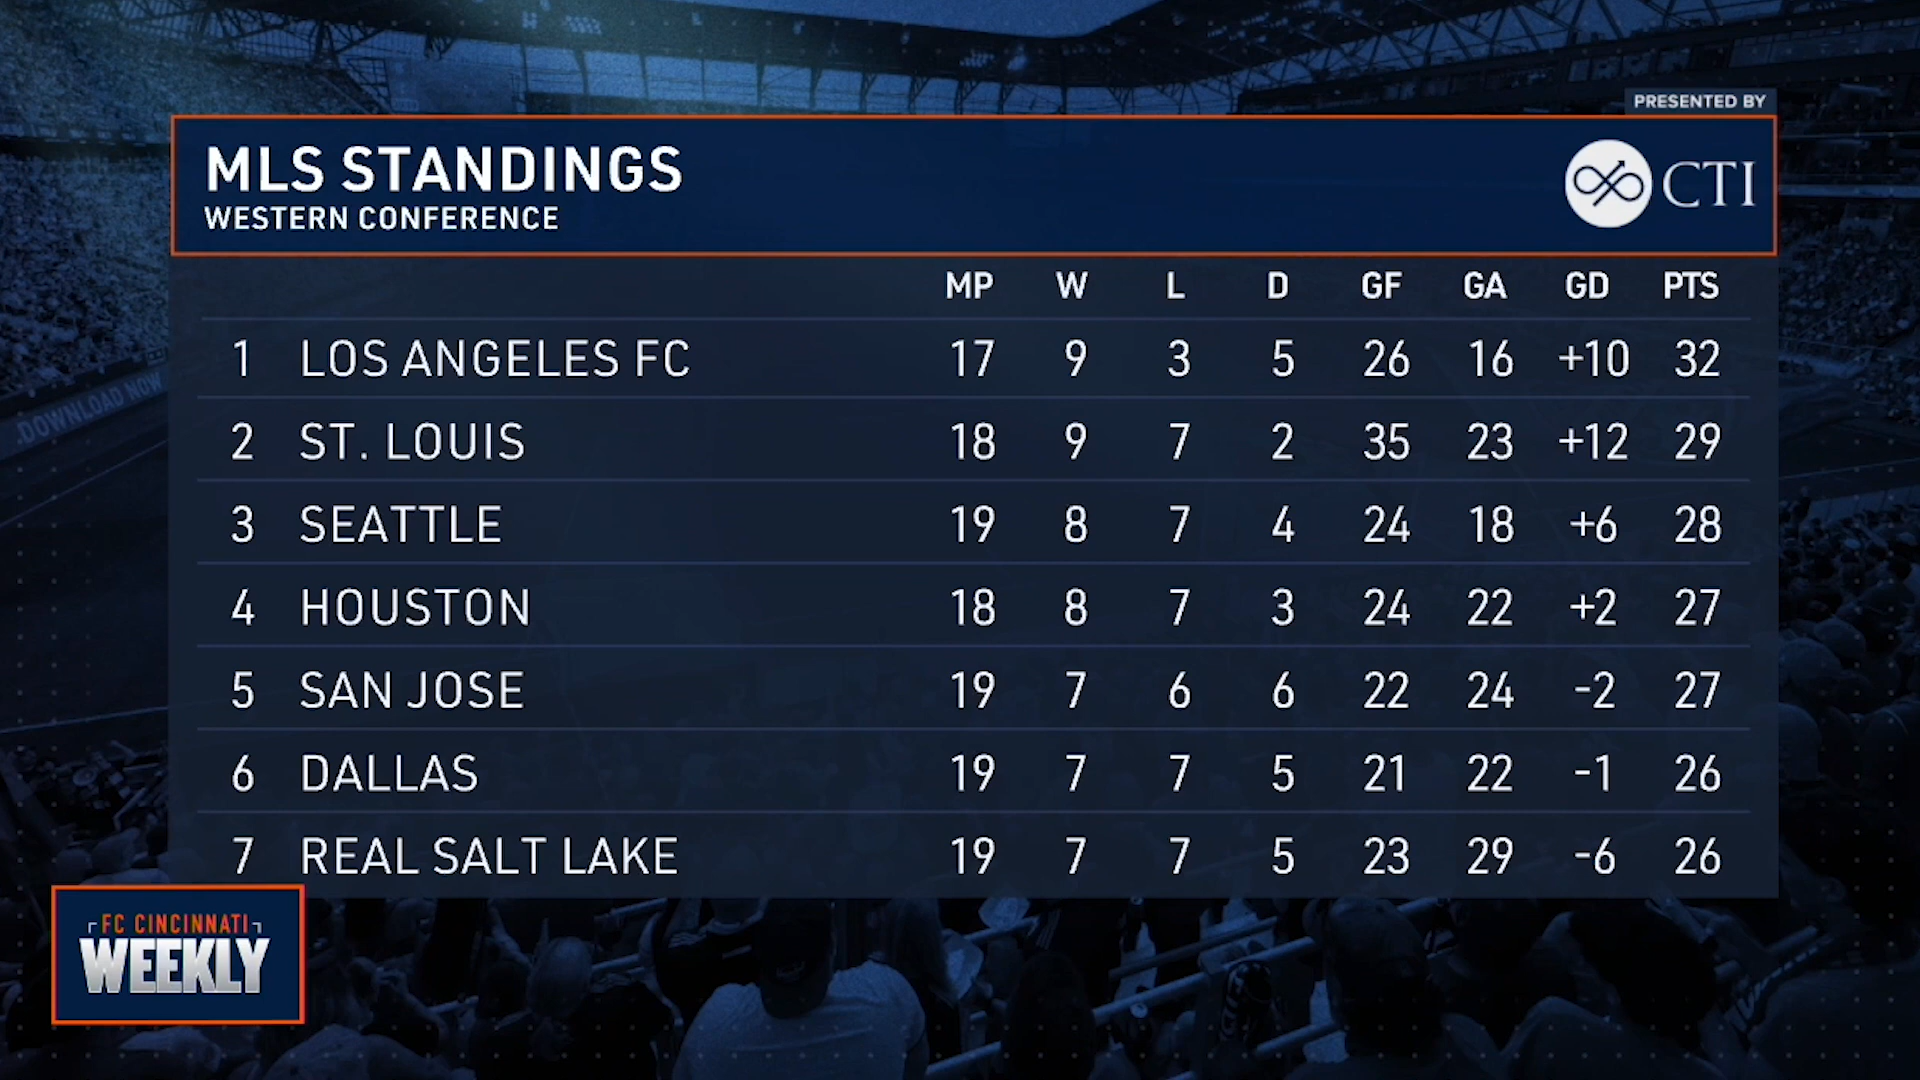 PRESENTED BY
MLS STANDINGS
WESTERN CONFERENCE
CTI
MP W L D GF GA GD PTS
1 LOS ANGELES FC 17 9 3 5 26 16 +10 32
2 ST. LOUIS 18 9 7 2 35 23 +12 29
3 SEATTLE 19 8 7 4 24 18 +6 28
4 HOUSTON 18 8 7 3 24 22 +2 27
5 SAN JOSE 19 7 6 6 22 24 -2 27
6 DALLAS 19 7 7 5 21 22 -1 26
7 REAL SALT LAKE 19 7 7 5 23 29 -6 26
DOWNLOAD NOW
FC CINCINNATI
WEEKLY